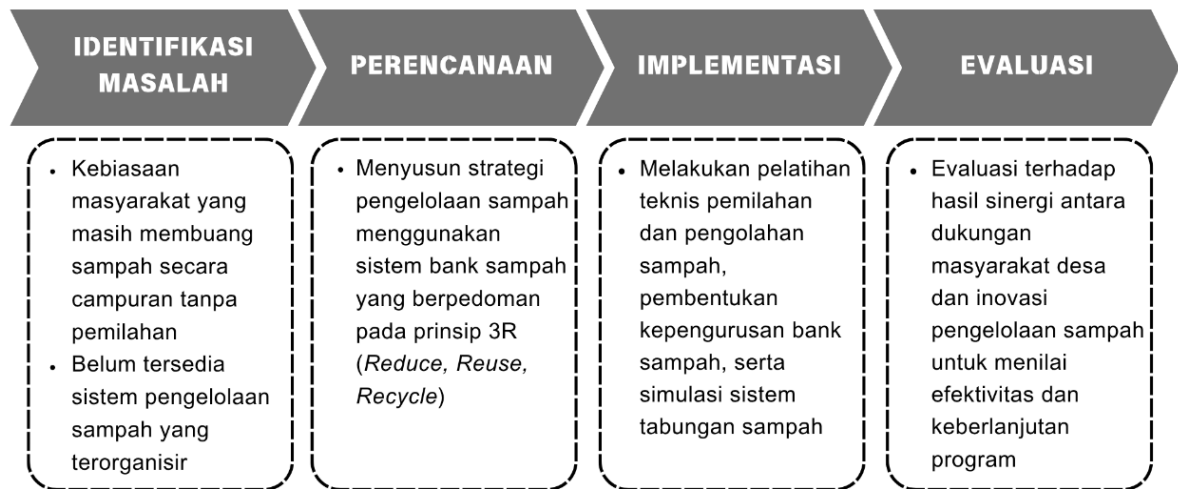 IDENTIFIKASI
MASALAH
PERENCANAAN
IMPLEMENTASI
EVALUASI
• Kebiasaan
masyarakat yang
masih membuang
sampah secara
campuran tanpa
pemilahan
• Belum tersedia
sistem pengelolaan
sampah yang
terorganisir
• Menyusun strategi
pengelolaan sampah
menggunakan
sistem bank sampah
yang berpedoman
pada prinsip 3R
(Reduce, Reuse,
Recycle)
• Melakukan pelatihan
teknis pemilahan
dan pengolahan
sampah,
pembentukan
kepengurusan bank
sampah, serta
simulasi sistem
tabungan sampah
• Evaluasi terhadap
hasil sinergi antara
dukungan
masyarakat desa
dan inovasi
pengelolaan sampah
untuk menilai
efektivitas dan
keberlanjutan
program